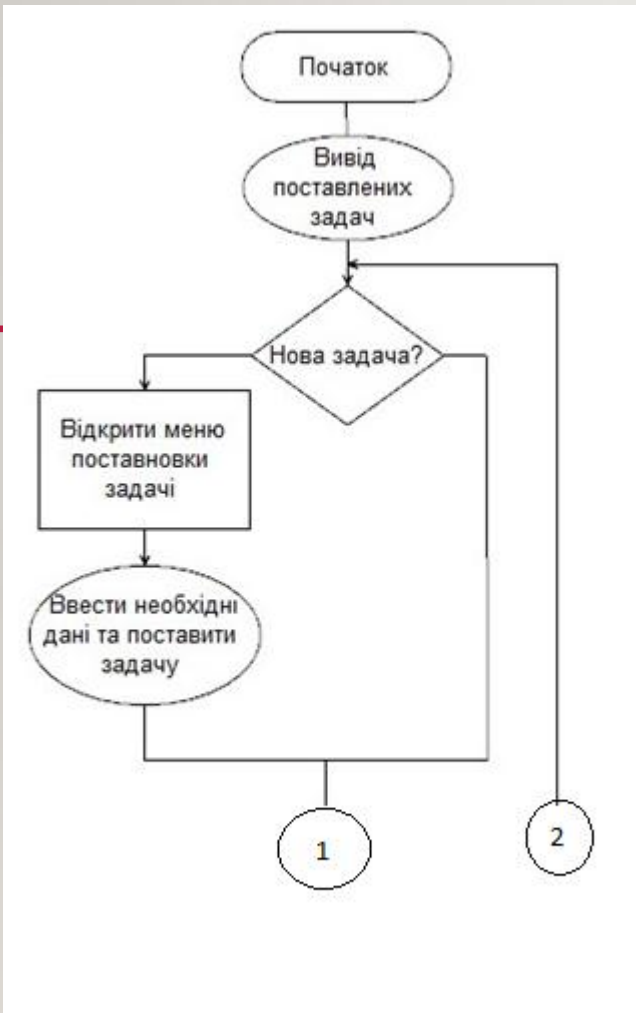 Початок
Вивід
поставлених
задач
Нова задача?
Відкрити меню
поставновки
задачі
Ввести необхідні
дані та поставити
задачу
1
2